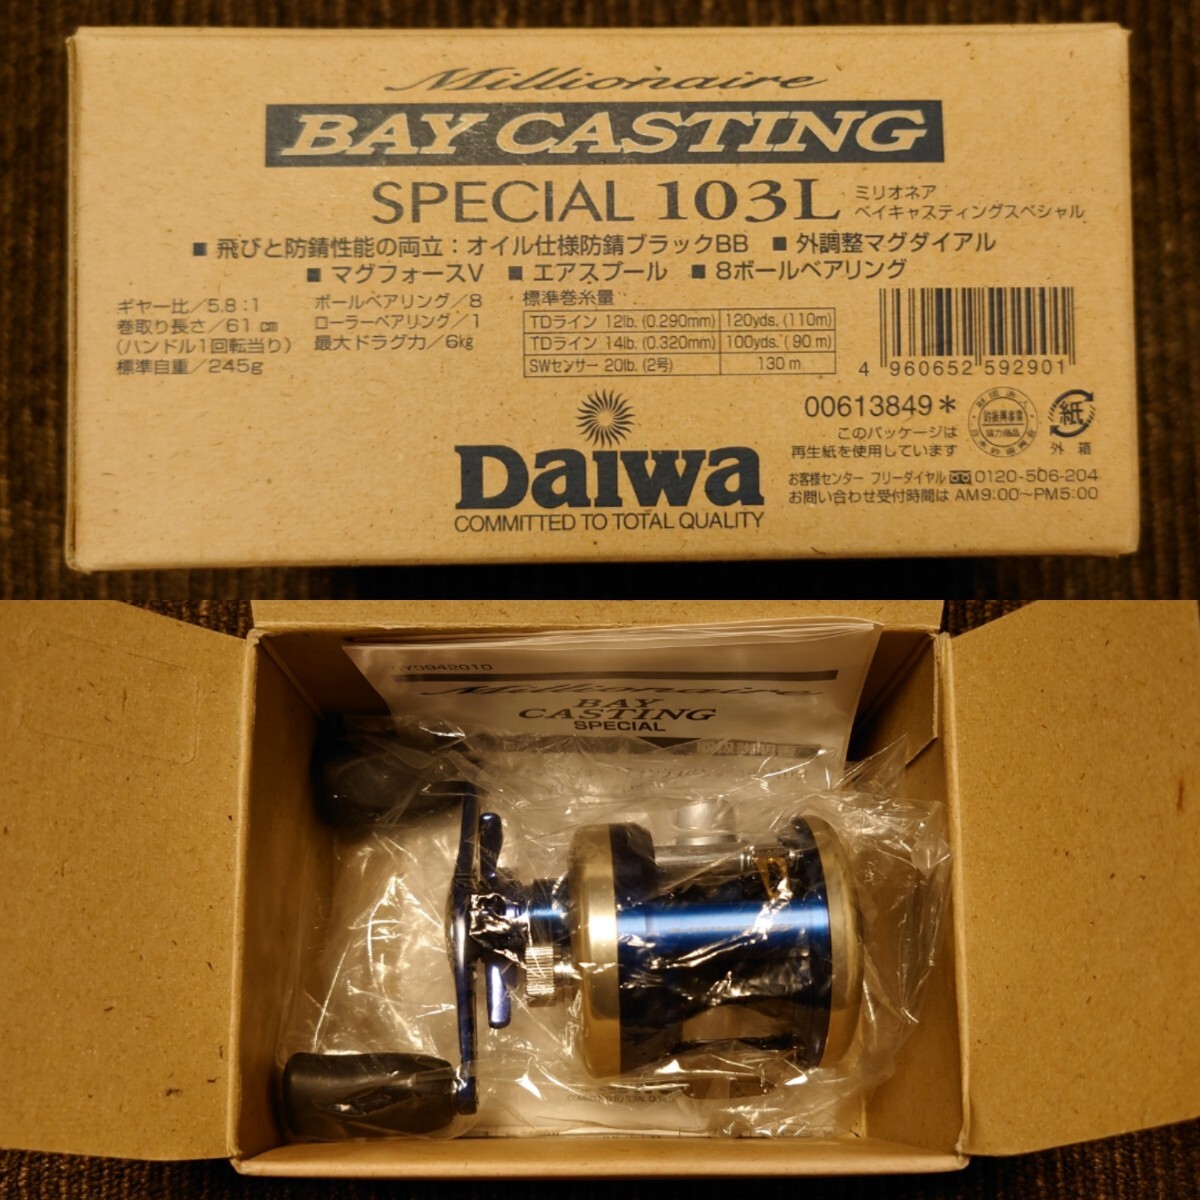 Millionaire
BAY CASTING
SPECIAL 103L ミリオネア
ベイキャスティングスペシャル
■ 飛びと防錆性能の両立：オイル仕様防錆ブラックBB ■ 外調整マグダイアル
■ マグフォースV ■ エアスプール ■ 8ボールベアリング
ギヤー比／5.8：1
巻取り長さ／61㎝
(ハンドル1回転当り)
標準自重／245g
ボールベアリング／8
ローラーベアリング／1
最大ドラグ力／6㎏
標準巻糸量
TDライン 12lb. (0.290mm) 120yds. (110m)
TDライン 14lb. (0.320mm) 100yds. ( 90 m)
SWセンサー 20lb. (2号) 130 m
4 960652 592901
00613849＊
このパッケージは
再生紙を使用しています
紙
外 箱
Daiwa
COMMITTED TO TOTAL QUALITY
お客様センター フリーダイヤル 0120-506-204
お問い合わせ受付時間は AM9:00〜PM5:00
Y9942010
Millionaire
BAY
CASTING
SPECIAL
COMMITTED TO TOTAL QUALITY